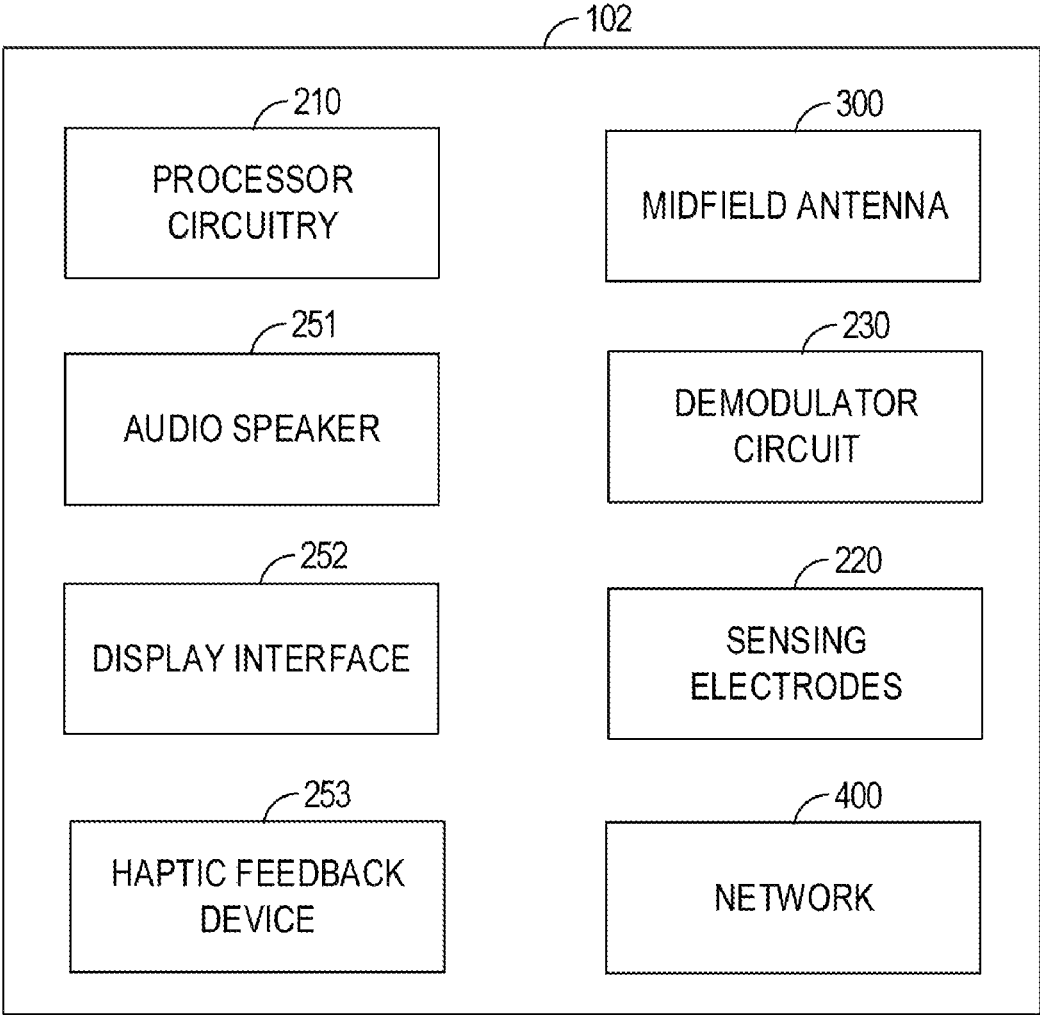 102
210
PROCESSOR
CIRCUITRY
300
MIDFIELD ANTENNA
251
AUDIO SPEAKER
230
DEMODULATOR
CIRCUIT
252
DISPLAY INTERFACE
220
SENSING
ELECTRODES
253
HAPTIC FEEDBACK
DEVICE
400
NETWORK